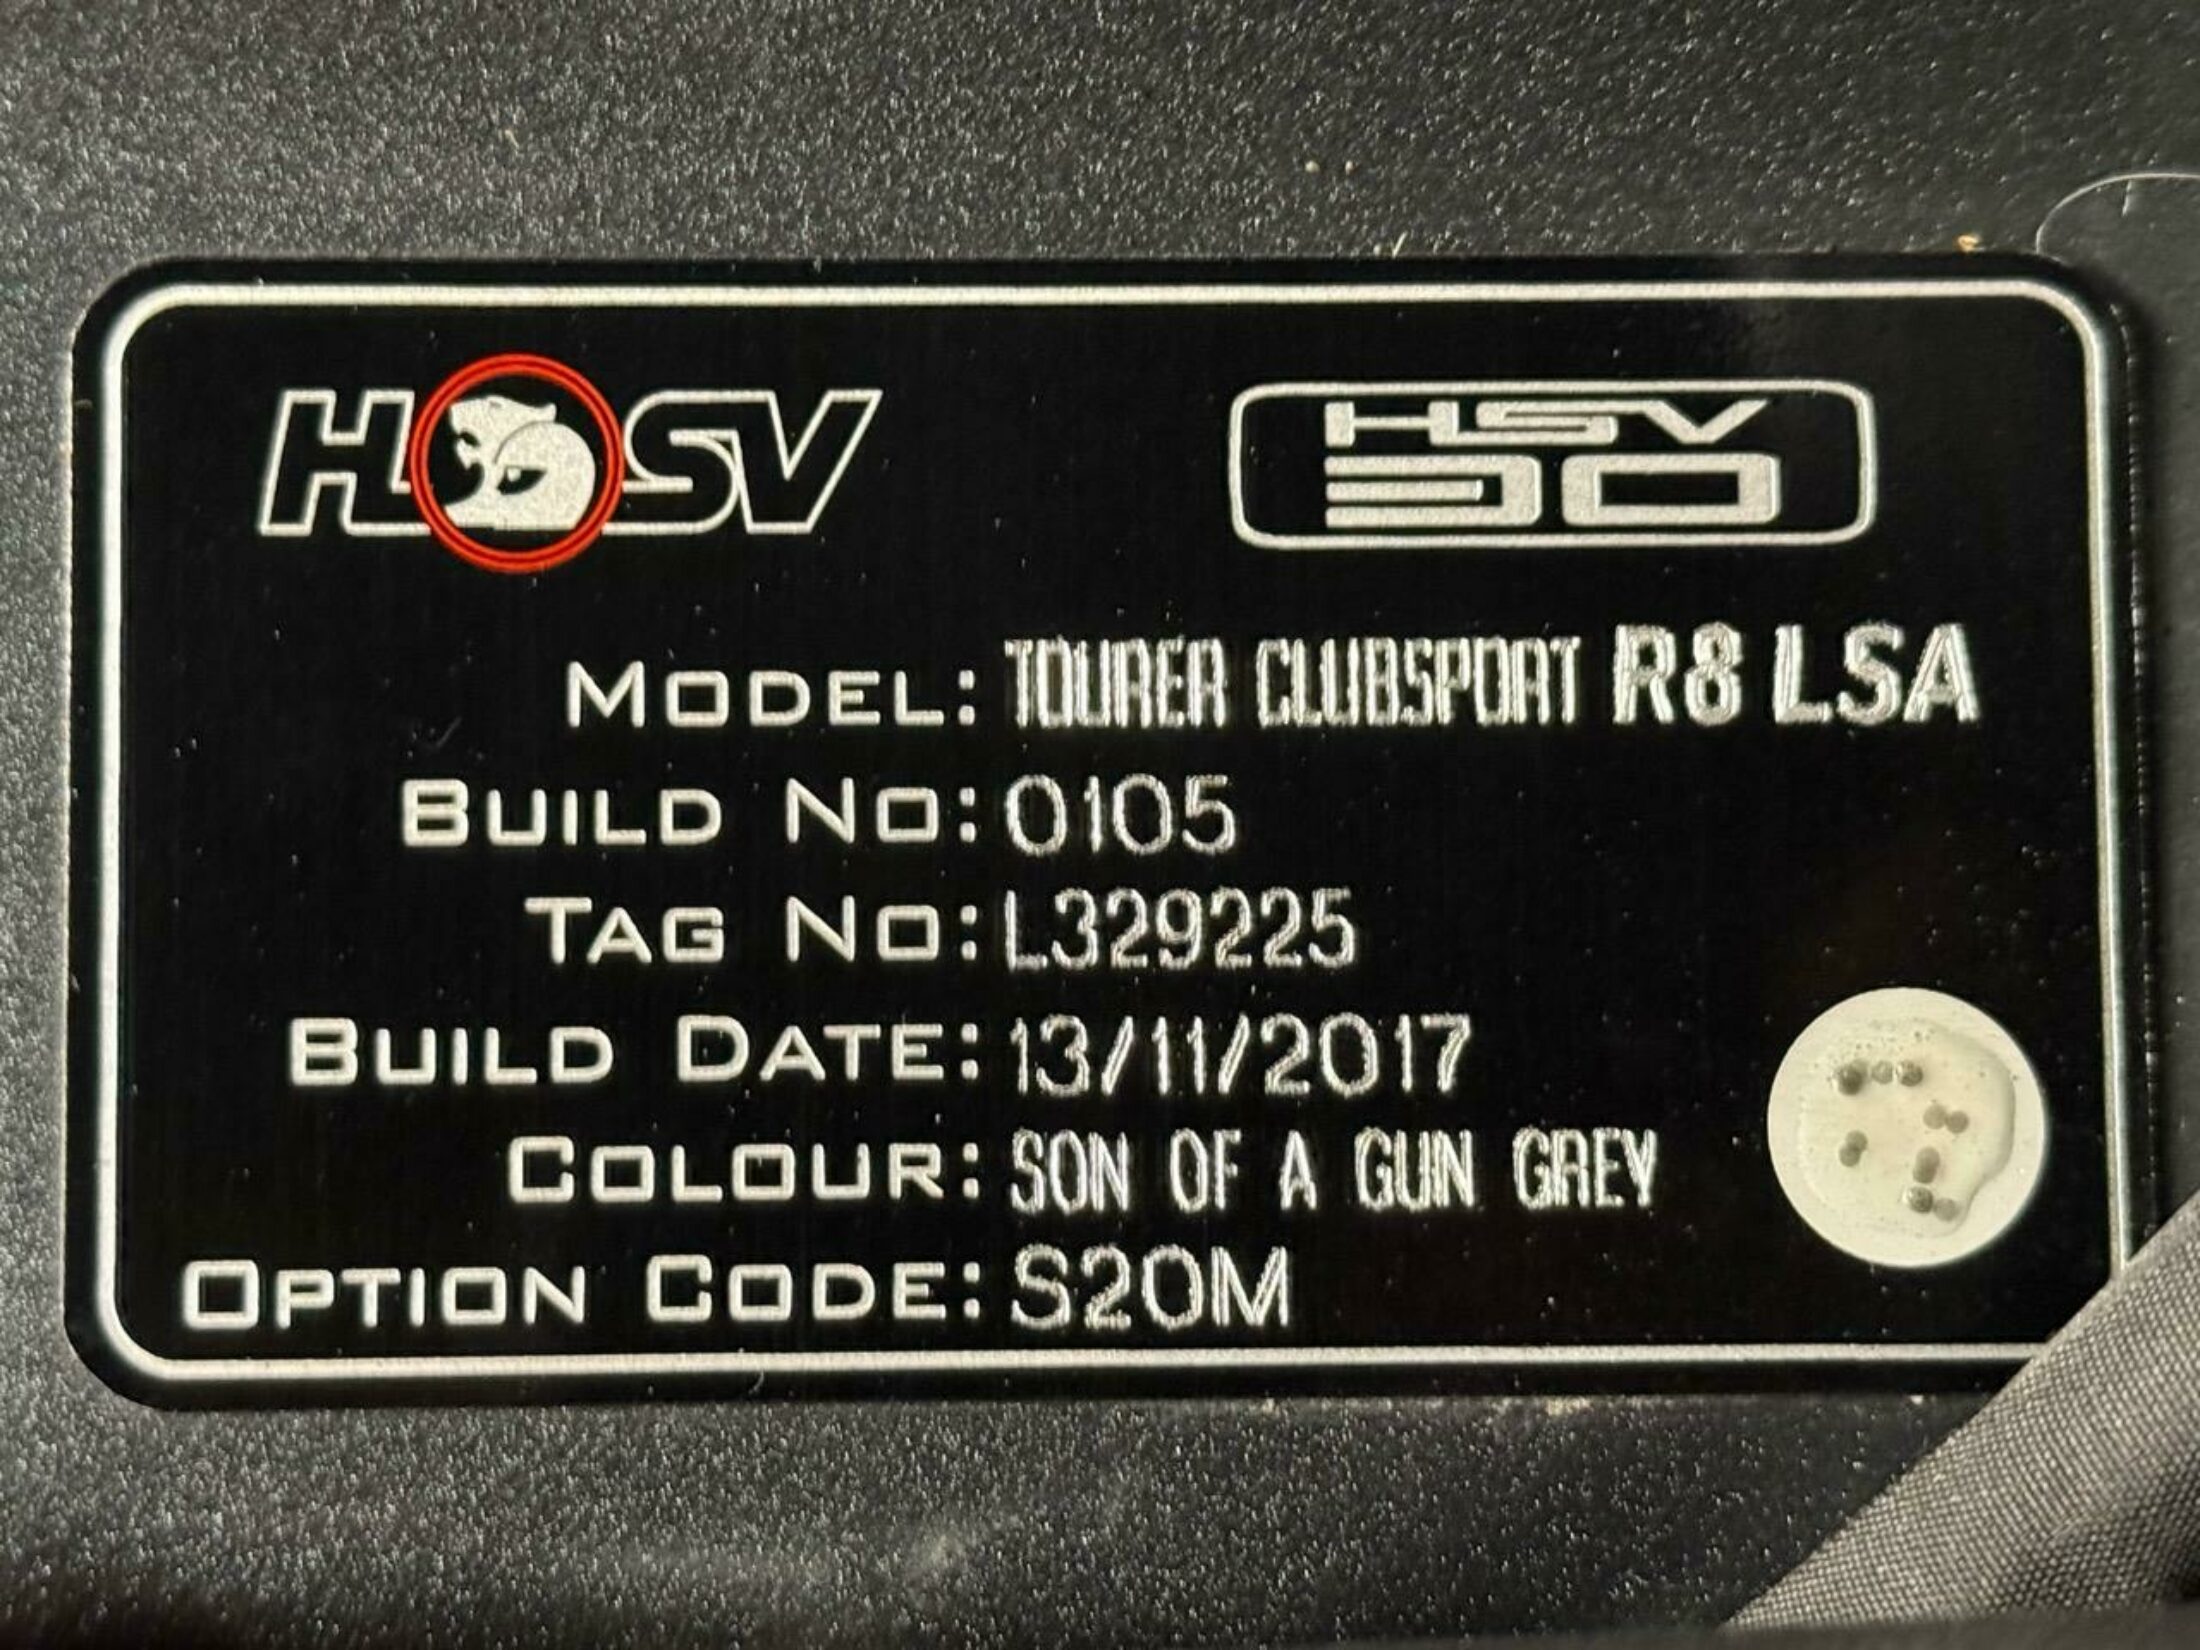 HSV HSV
30
MODEL: TOURER CLUBSPORT R8 LSA
BUILD NO: 0105
TAG NO: L329225
BUILD DATE: 13/11/2017
COLOUR: SON OF A GUN GREY
OPTION CODE: S20M